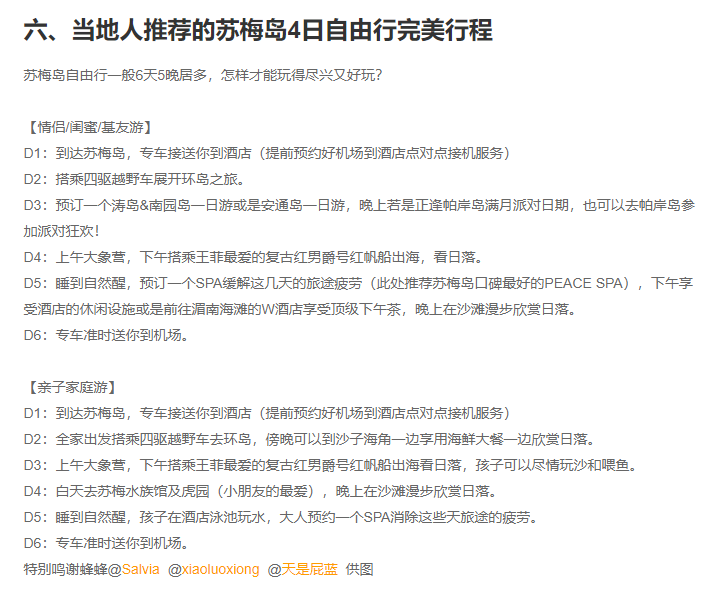 六、当地人推荐的苏梅岛4日自由行完美行程
苏梅岛自由行一般6天5晚居多，怎样才能玩得尽兴又好玩？
【情侣/闺蜜/基友游】
D1：到达苏梅岛，专车接送你到酒店（提前预约好机场到酒店点对点接机服务）
D2：搭乘四驱越野车展开环岛之旅。
D3：预订一个涛岛&南园岛一日游或是安通岛一日游，晚上若是正逢帕岸岛满月派对日期，也可以去帕岸岛参
加派对狂欢！
D4：上午大象营，下午搭乘王菲最爱的复古红男爵号红帆船出海，看日落。
D5：睡到自然醒，预订一个SPA缓解这几天的旅途疲劳（此处推荐苏梅岛口碑最好的PEACE SPA），下午享
受酒店的休闲设施或是前往湄南海滩的W酒店享受顶级下午茶，晚上在沙滩漫步欣赏日落。
D6：专车准时送你到机场。
【亲子家庭游】
D1：到达苏梅岛，专车接送你到酒店（提前预约好机场到酒店点对点接机服务）
D2：全家出发搭乘四驱越野车去环岛，傍晚可以到沙子海角一边享用海鲜大餐一边欣赏日落。
D3：上午大象营，下午搭乘王菲最爱的复古红男爵号红帆船出海看日落，孩子可以尽情玩沙和喂鱼。
D4：白天去苏梅水族馆及虎园（小朋友的最爱），晚上在沙滩漫步欣赏日落。
D5：睡到自然醒，孩子在酒店泳池玩水，大人预约一个SPA消除这些天旅途的疲劳。
D6：专车准时送你到机场。
特别鸣谢蜂蜂@Salvia @xiaoluoxiong @天是屁蓝 供图